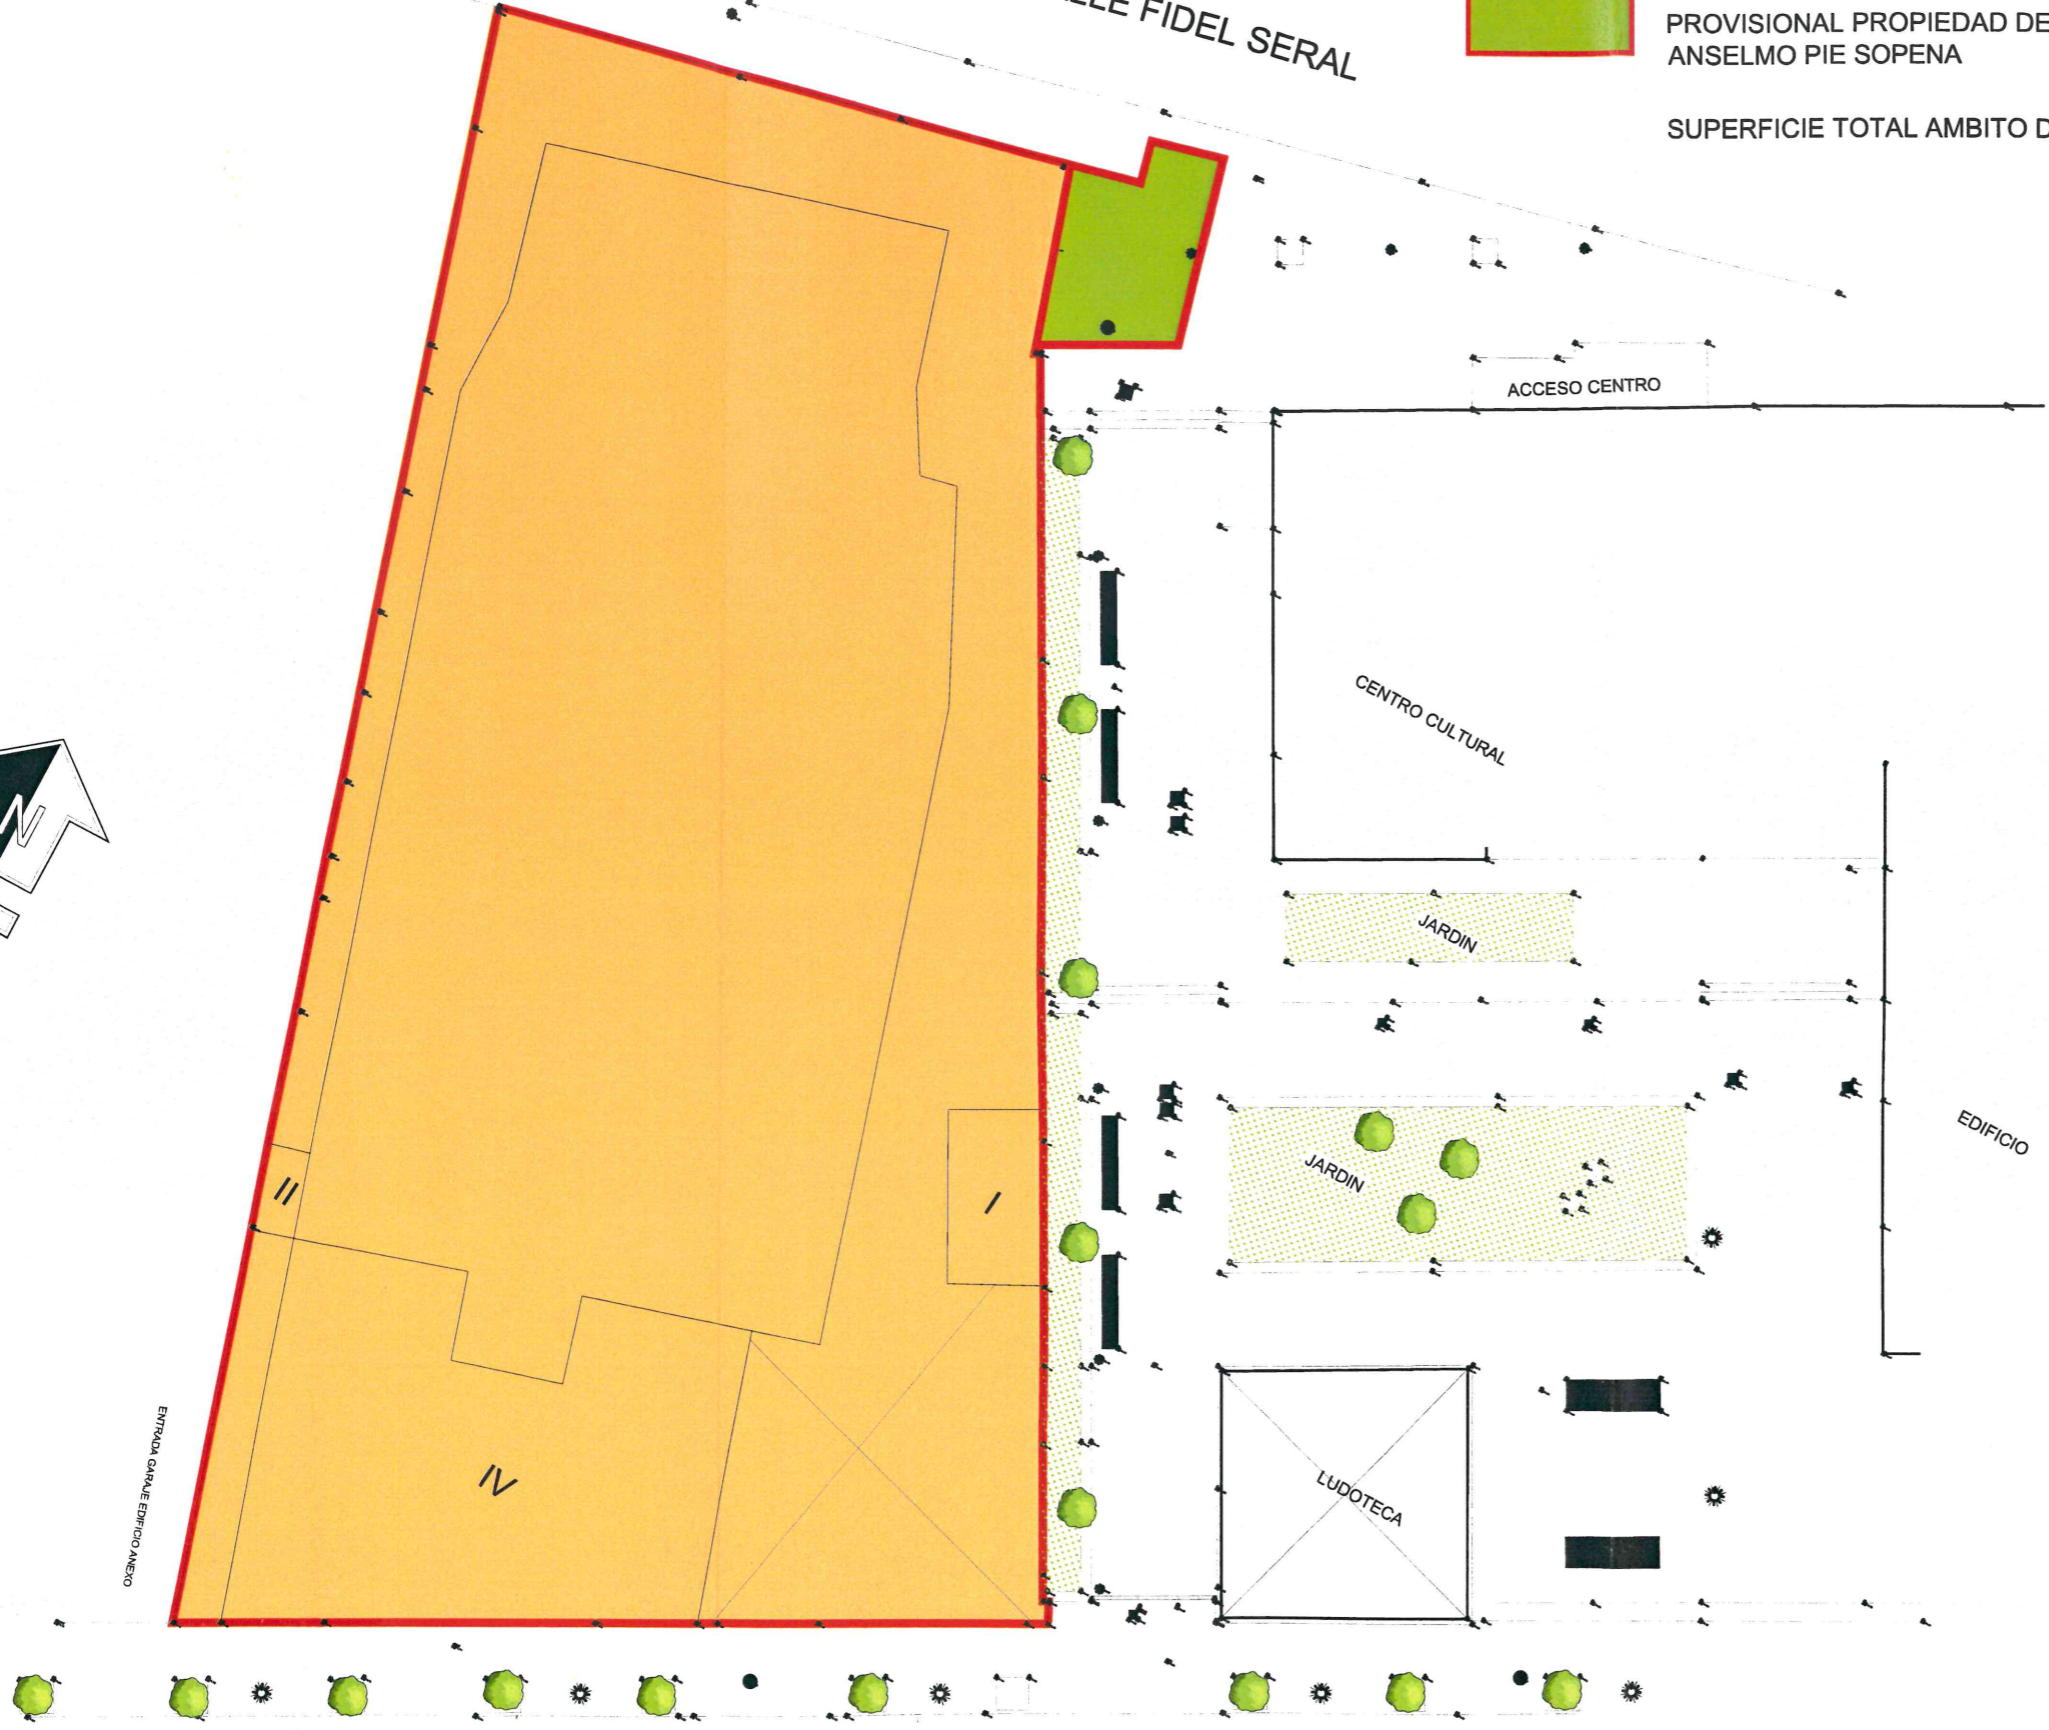 FIDEL SERAL
PROVISIONAL PROPIEDAD DE
ANSELMO PIE SOPENA
SUPERFICIE TOTAL AMBITO D
ACCESO CENTRO
CENTRO CULTURAL
N
JARDIN
JARDIN
EDIFICIO
II
I
IV
LUDOTECA
ENTRADA GARAJE EDIFICIO ANEXO